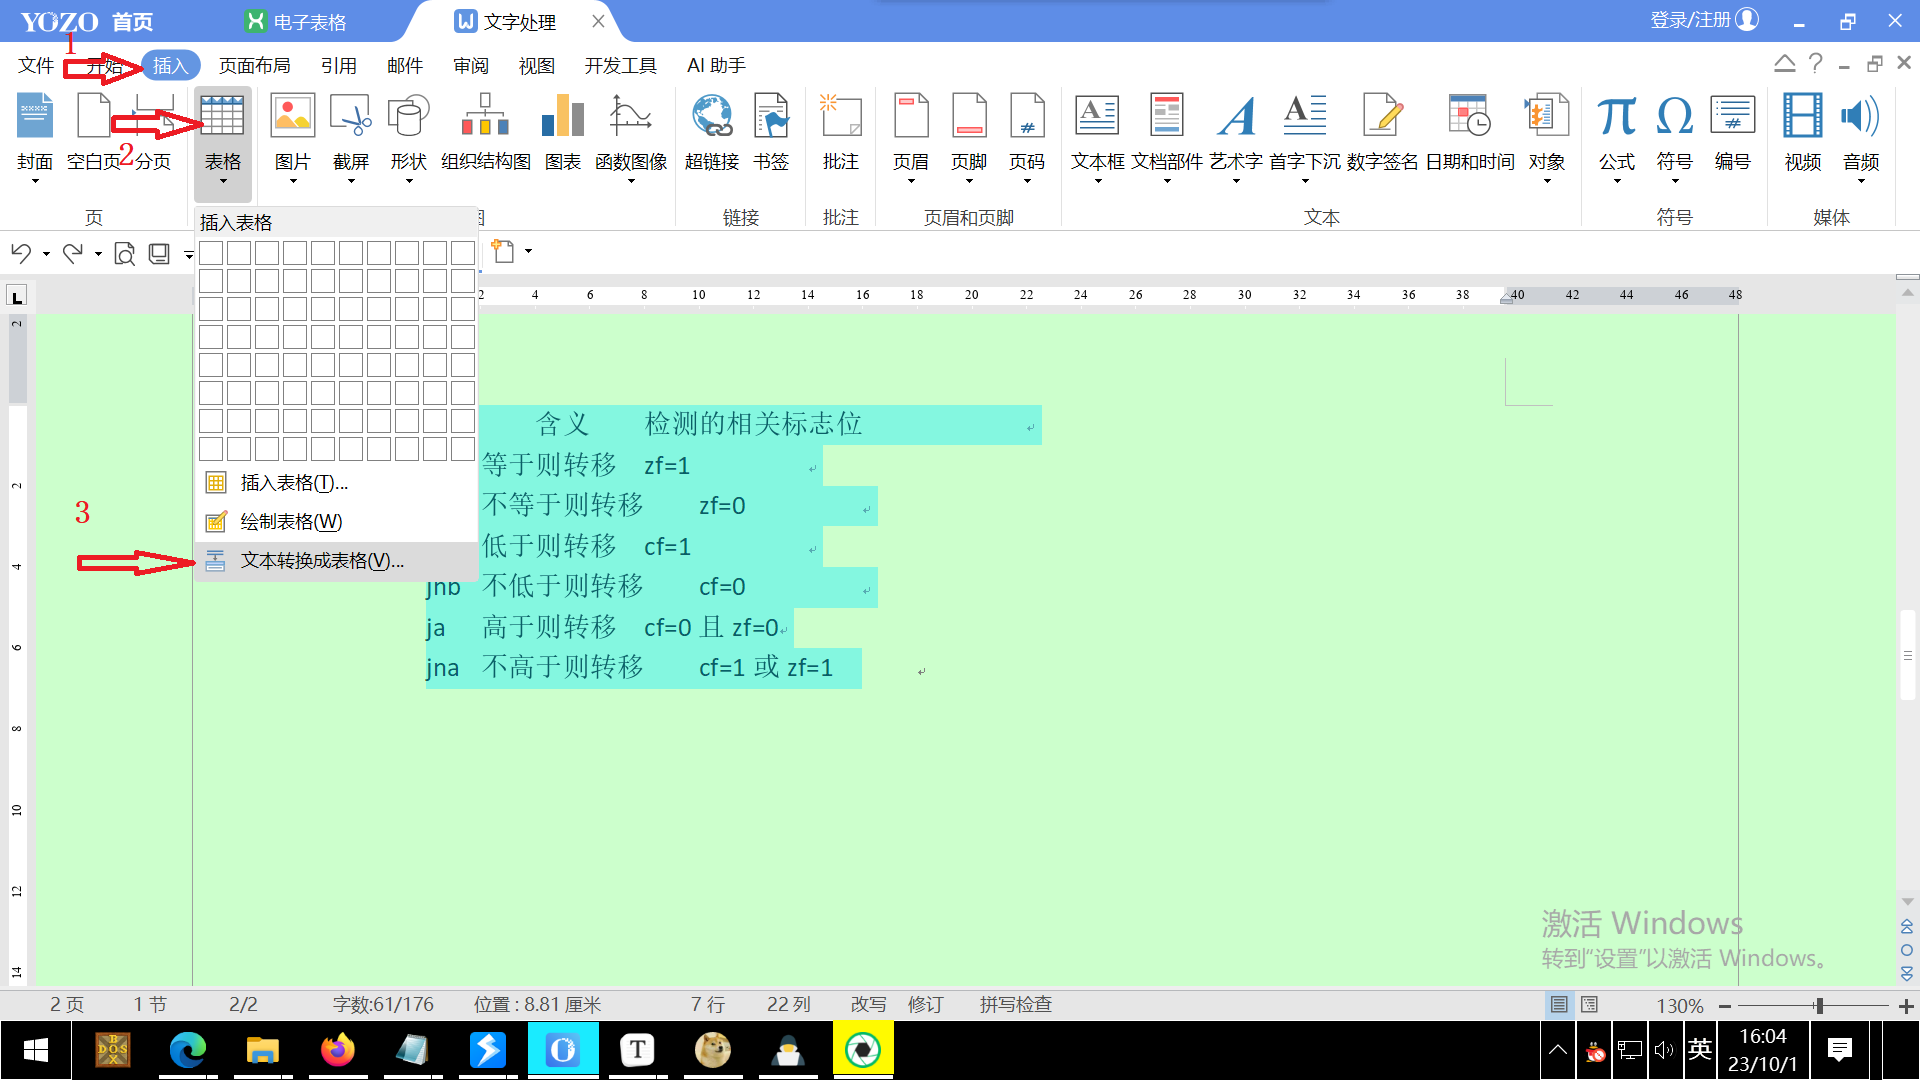 YOZO 首页 电子表格 文字处理 登录/注册
1
文件 开始 插入 页面布局 引用 邮件 审阅 视图 开发工具 AI 助手
封面 空白页 2 分页 表格 图片 截屏 形状 组织结构图 图表 函数图像 超链接 书签 批注 页眉 页脚 页码 文本框 文档部件 艺术字 首字下沉 数字签名 日期和时间 对象 公式 符号 编号 视频 音频
页 图 链接 批注 页眉和页脚 文本 符号 媒体
插入表格
L 2 4 6 8 10 12 14 16 18 20 22 24 26 28 30 32 34 36 38 40 42 44 46 48
2
含义 检测的相关标志位
等于则转移 zf=1
插入表格(T)...
2 不等于则转移 zf=0
3 绘制表格(W)
低于则转移 cf=1
文本转换成表格(V)...
4
jnb 不低于则转移 cf=0
ja 高于则转移 cf=0 且 zf=0
6
jna 不高于则转移 cf=1 或 zf=1
8
10
12
14
激活 Windows
转到“设置”以激活 Windows。
2 页 1 节 2/2 字数:61/176 位置 : 8.81 厘米 7 行 22 列 改写 修订 拼写检查 130%
DOS BOX T 英 16:04
23/10/1